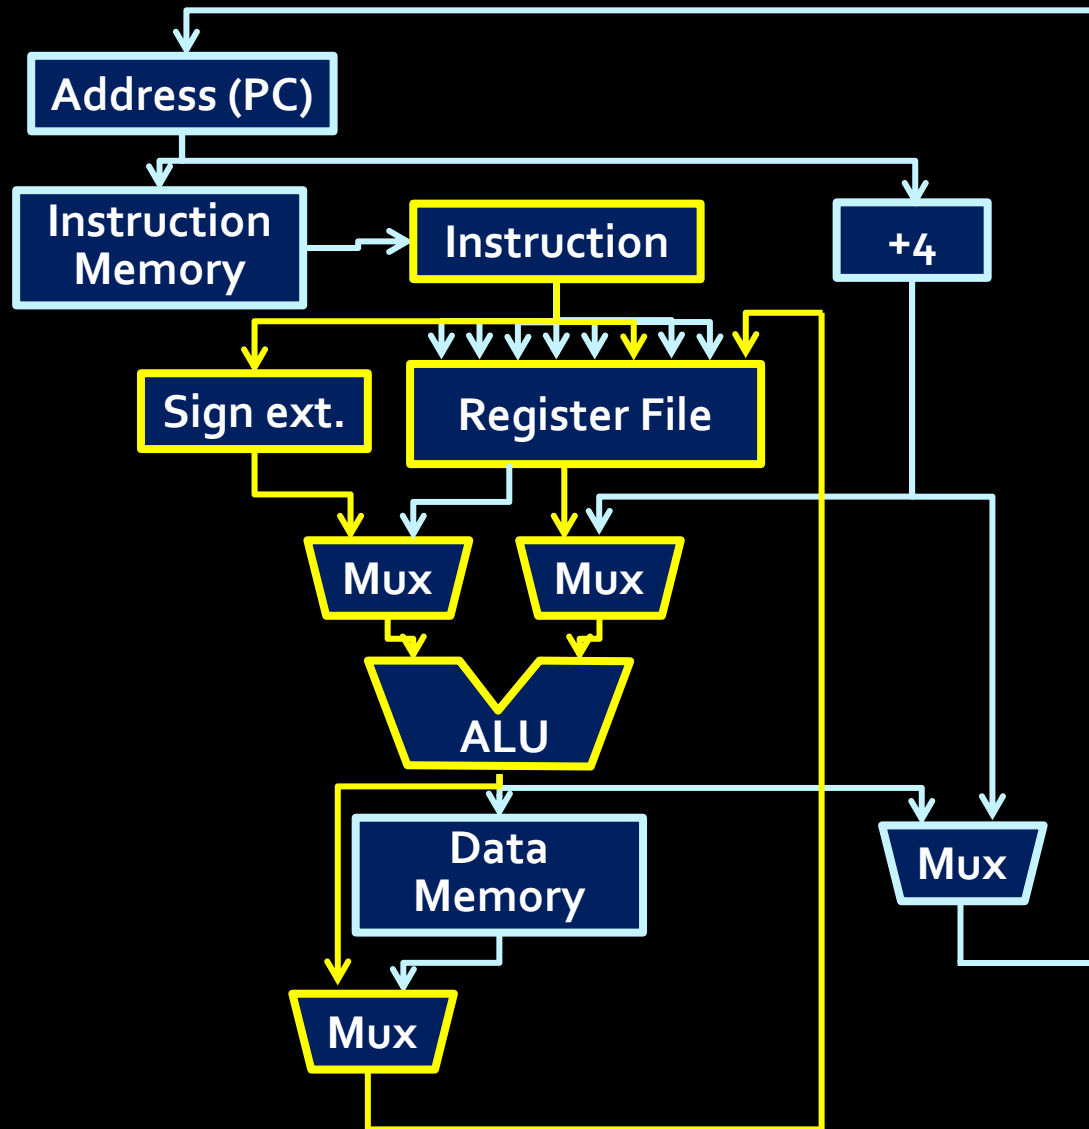 Address (PC)
Instruction
Memory
Instruction
+4
Sign ext.
Register File
Mux
Mux
ALU
Data
Memory
Mux
Mux